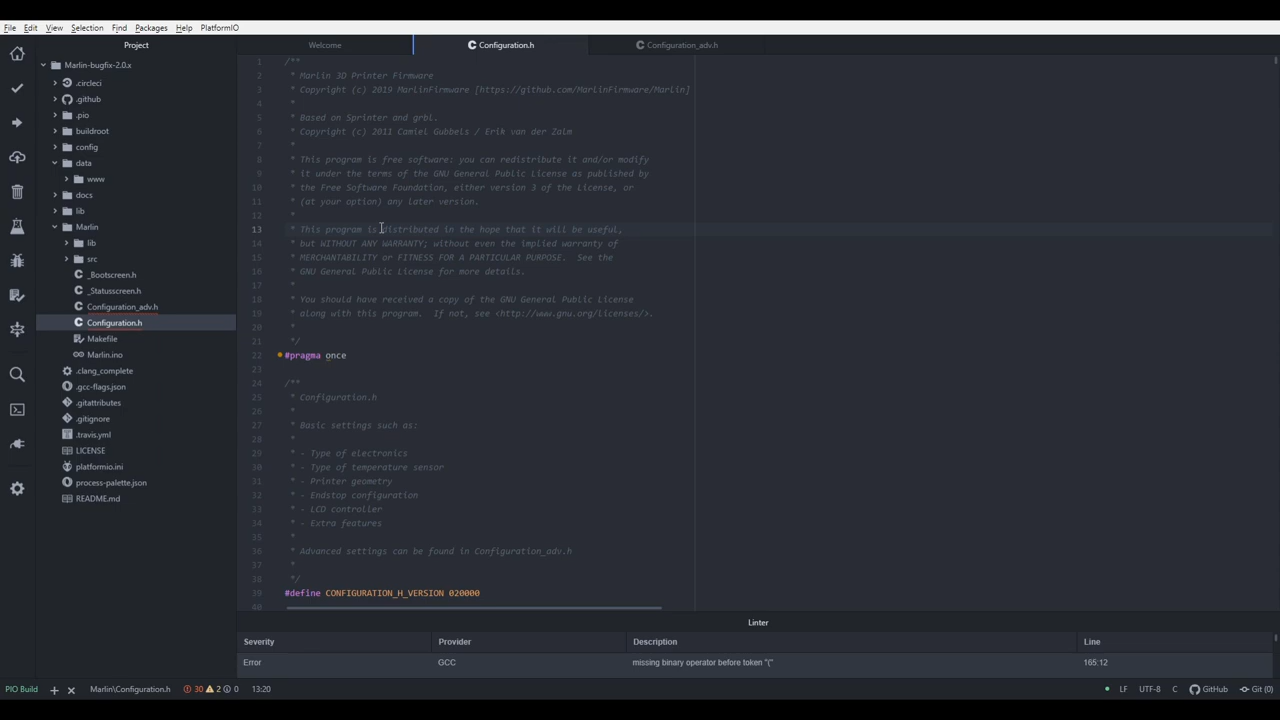 File Edit View Selection Find Packages Help PlatformIO
Project
Welcome
Configuration.h
Configuration_adv.h
Marlin-bugfix-2.0.x
.circleci
.github
.pio
buildroot
config
data
www
docs
lib
Marlin
lib
src
_Bootscreen.h
_Statusscreen.h
Configuration_adv.h
Configuration.h
Makefile
Marlin.ino
.clang_complete
.gcc-flags.json
.gitattributes
.gitignore
.travis.yml
LICENSE
platformio.ini
process-palette.json
README.md
1 /**
2 * Marlin 3D Printer Firmware
3 * Copyright (c) 2019 MarlinFirmware [https://github.com/MarlinFirmware/Marlin]
4 *
5 * Based on Sprinter and grbl.
6 * Copyright (c) 2011 Camiel Gubbels / Erik van der Zalm
7 *
8 * This program is free software: you can redistribute it and/or modify
9 * it under the terms of the GNU General Public License as published by
10 * the Free Software Foundation, either version 3 of the License, or
11 * (at your option) any later version.
12 *
13 * This program is distributed in the hope that it will be useful,
14 * but WITHOUT ANY WARRANTY; without even the implied warranty of
15 * MERCHANTABILITY or FITNESS FOR A PARTICULAR PURPOSE.  See the
16 * GNU General Public License for more details.
17 *
18 * You should have received a copy of the GNU General Public License
19 * along with this program.  If not, see <http://www.gnu.org/licenses/>.
20 *
21 */
22 #pragma once
23
24 /**
25 * Configuration.h
26 *
27 * Basic settings such as:
28 *
29 * - Type of electronics
30 * - Type of temperature sensor
31 * - Printer geometry
32 * - Endstop configuration
33 * - LCD controller
34 * - Extra features
35 *
36 * Advanced settings can be found in Configuration_adv.h
37 *
38 */
39 #define CONFIGURATION_H_VERSION 020000
40
Linter
Severity Provider Description Line
Error GCC missing binary operator before token "(" 165:12
PIO Build + × Marlin\Configuration.h 30 2 0 13:20 LF UTF-8 C GitHub Git (0)